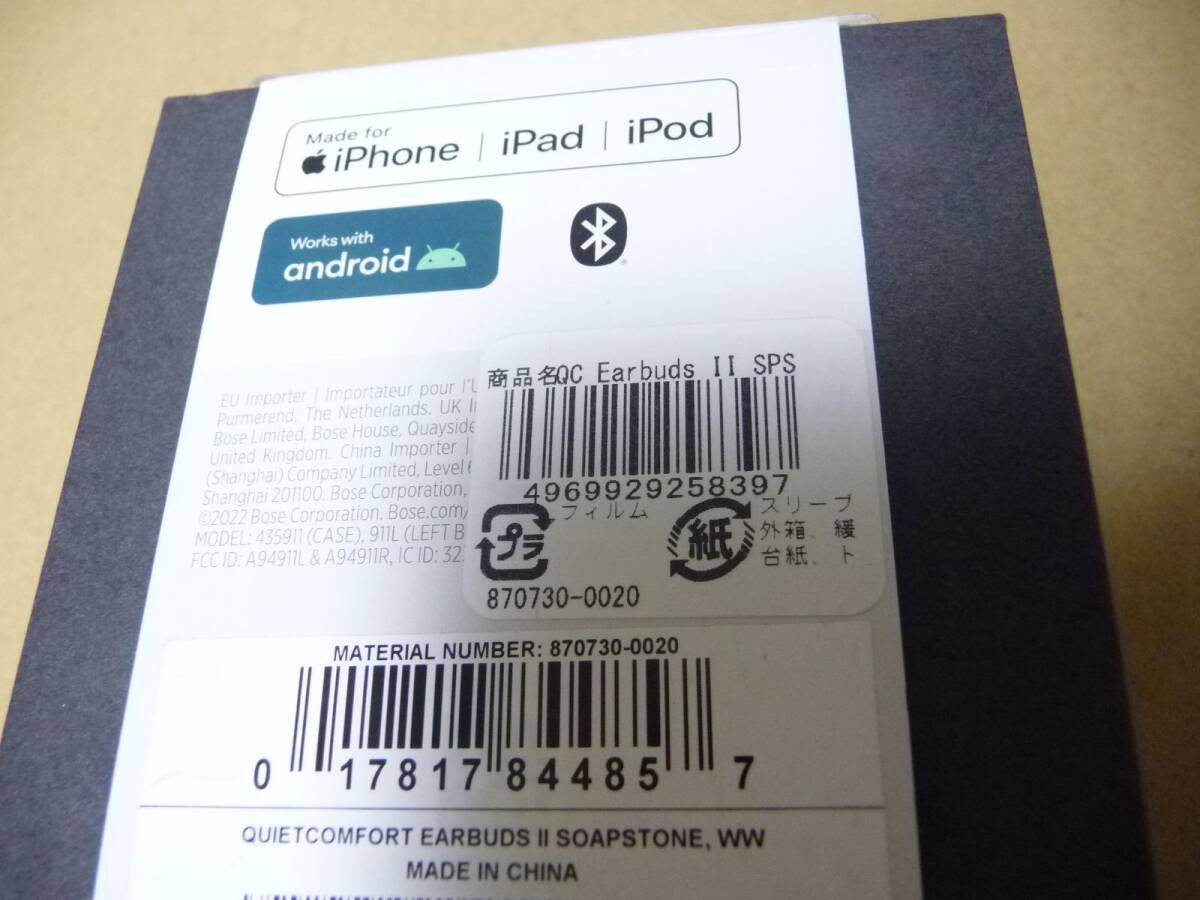 Made for
iPhone | iPad | iPod
Works with
android
EU Importer | Importateur pour l'
Purmerend, The Netherlands. UK
Bose Limited, Bose House, Quayside
United Kingdom. China Importer |
(Shanghai) Company Limited, Level
Shanghai 201100. Bose Corporation,
©2022 Bose Corporation. Bose.com/
MODEL: 435911 (CASE), 911L (LEFT
FCC ID: A94911L & A94911R, IC ID:
商品名QC Earbuds II SPS
4969929258397
プラ
フィルム
紙
スリーブ
外箱、緩
台紙、ト
870730-0020
MATERIAL NUMBER: 870730-0020
0 17817 84485 7
QUIETCOMFORT EARBUDS II SOAPSTONE, WW
MADE IN CHINA